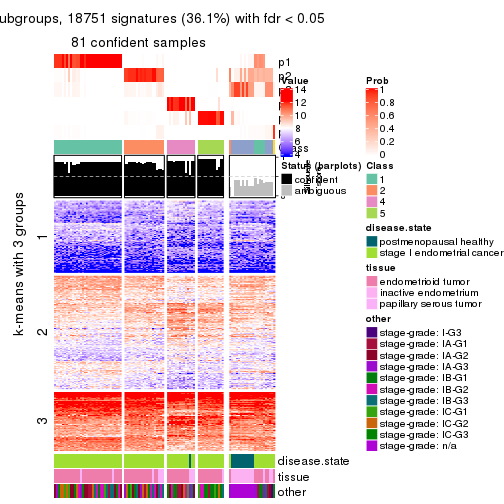 ubgroups, 18751 signatures (36.1%) with fdr < 0.05
81 confident samples
p1
p2
Value
14
12
10
8
6
4
Prob
1
0.8
0.6
0.4
0.2
0
Status (barplots)
confident
ambiguous
Class
1
2
4
5
disease.state
postmenopausal healthy
stage I endometrial cancer
tissue
endometrioid tumor
inactive endometrium
papillary serous tumor
other
stage-grade: I-G3
stage-grade: IA-G1
stage-grade: IA-G2
stage-grade: IA-G3
stage-grade: IB-G1
stage-grade: IB-G2
stage-grade: IB-G3
stage-grade: IC-G1
stage-grade: IC-G2
stage-grade: IC-G3
stage-grade: n/a
k-means with 3 groups
1
2
3
disease.state
tissue
other